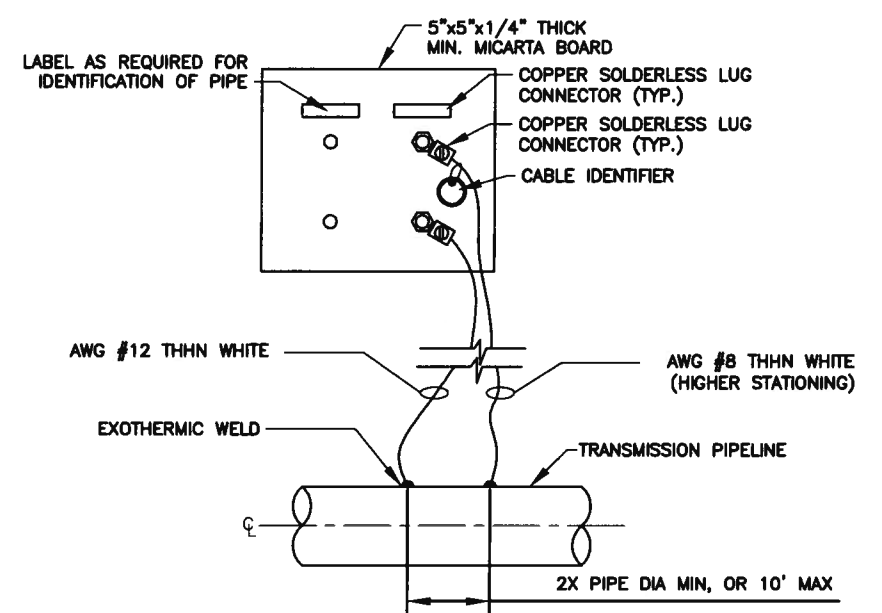 5"x5"x1/4" THICK
MIN. MICARTA BOARD
LABEL AS REQUIRED FOR
IDENTIFICATION OF PIPE
COPPER SOLDERLESS LUG
CONNECTOR (TYP.)
COPPER SOLDERLESS LUG
CONNECTOR (TYP.)
CABLE IDENTIFIER
AWG #12 THHN WHITE
AWG #8 THHN WHITE
(HIGHER STATIONING)
EXOTHERMIC WELD
TRANSMISSION PIPELINE
℄
2X PIPE DIA MIN, OR 10' MAX